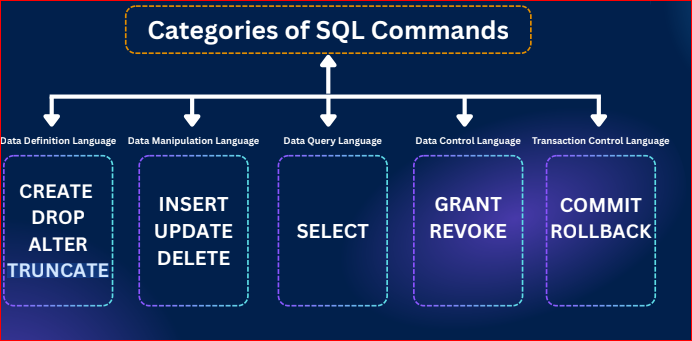 Categories of SQL Commands
Data Definition Language
Data Manipulation Language
Data Query Language
Data Control Language
Transaction Control Language
CREATE
DROP
ALTER
TRUNCATE
INSERT
UPDATE
DELETE
SELECT
GRANT
REVOKE
COMMIT
ROLLBACK